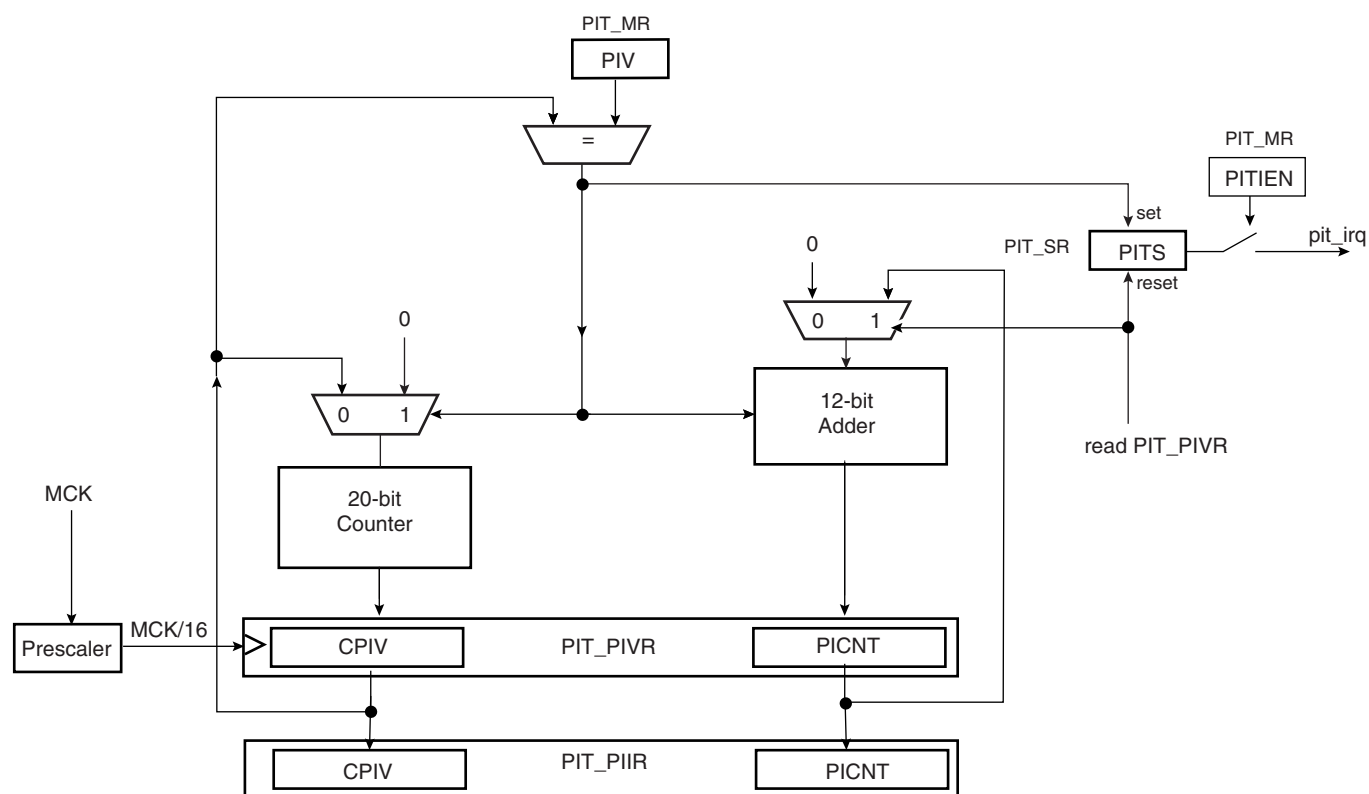 PIT_MR
PIV
=
PIT_MR
PITIEN
set
PIT_SR
PITS
pit_irq
reset
0
0 1
0
0 1
12-bit
Adder
read PIT_PIVR
MCK
20-bit
Counter
Prescaler
MCK/16
CPIV
PIT_PIVR
PICNT
CPIV
PIT_PIIR
PICNT